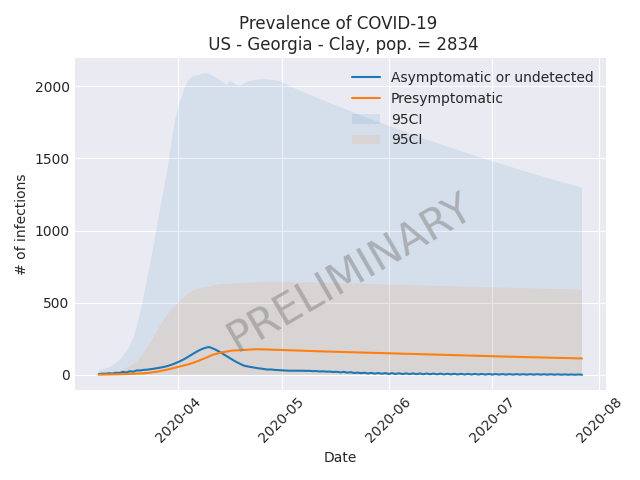 Prevalence of COVID-19
US - Georgia - Clay, pop. = 2834
Asymptomatic or undetected
Presymptomatic
95CI
95CI
PRELIMINARY
# of infections
2000
1500
1000
500
0
2020-04
2020-05
2020-06
2020-07
2020-08
Date